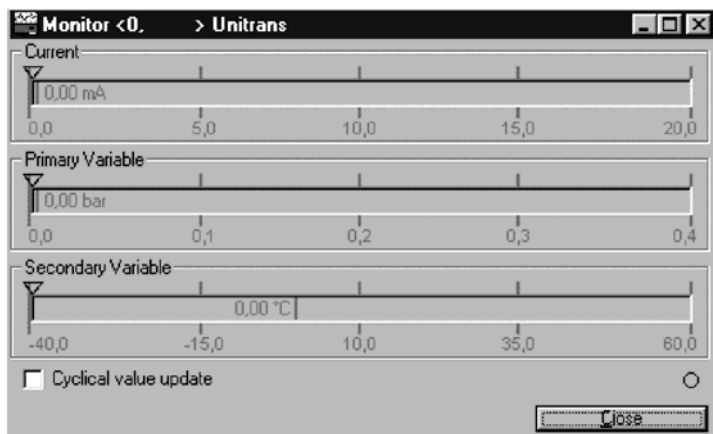 Monitor <0, > Unitrans
Current
0,00 mA
0,0 5,0 10,0 15,0 20,0
Primary Variable
0,00 bar
0,0 0,1 0,2 0,3 0,4
Secondary Variable
0,00 °C
-40,0 -15,0 10,0 35,0 60,0
Cyclical value update
Close